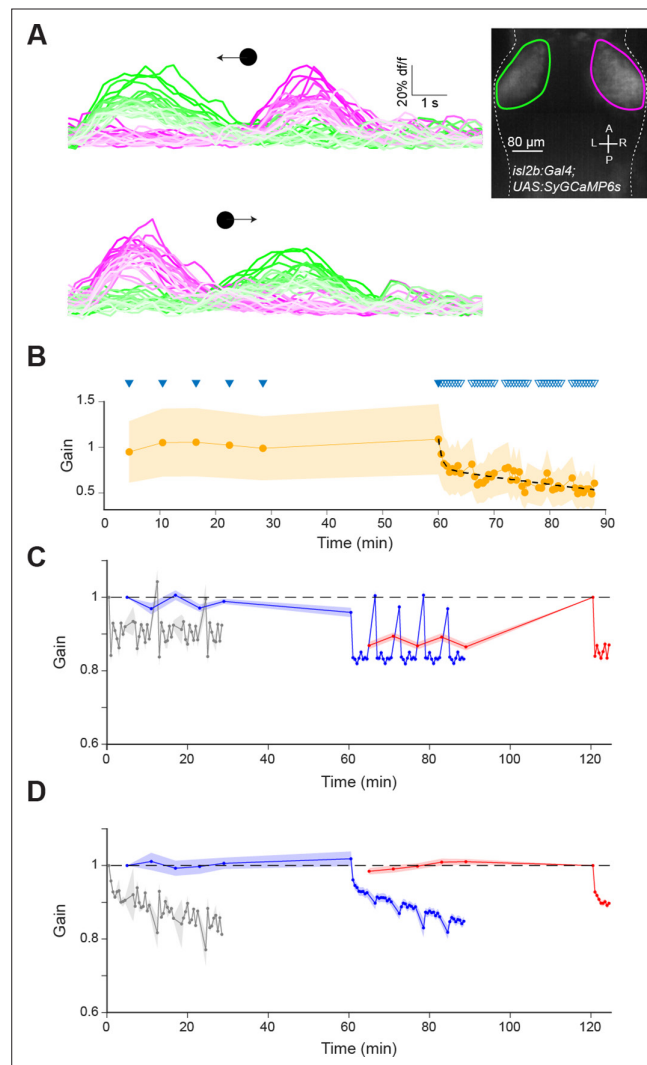 A
20% df/f
1 s
80 µm
A
L R
P
isl2b:Gal4;
UAS:SyGCaMP6s
B
1.5
1
0.5
Gain
0 10 20 30 40 50 60 70 80 90
Time (min)
C
1
0.8
0.6
Gain
0 20 40 60 80 100 120
Time (min)
D
1
0.8
0.6
Gain
0 20 40 60 80 100 120
Time (min)